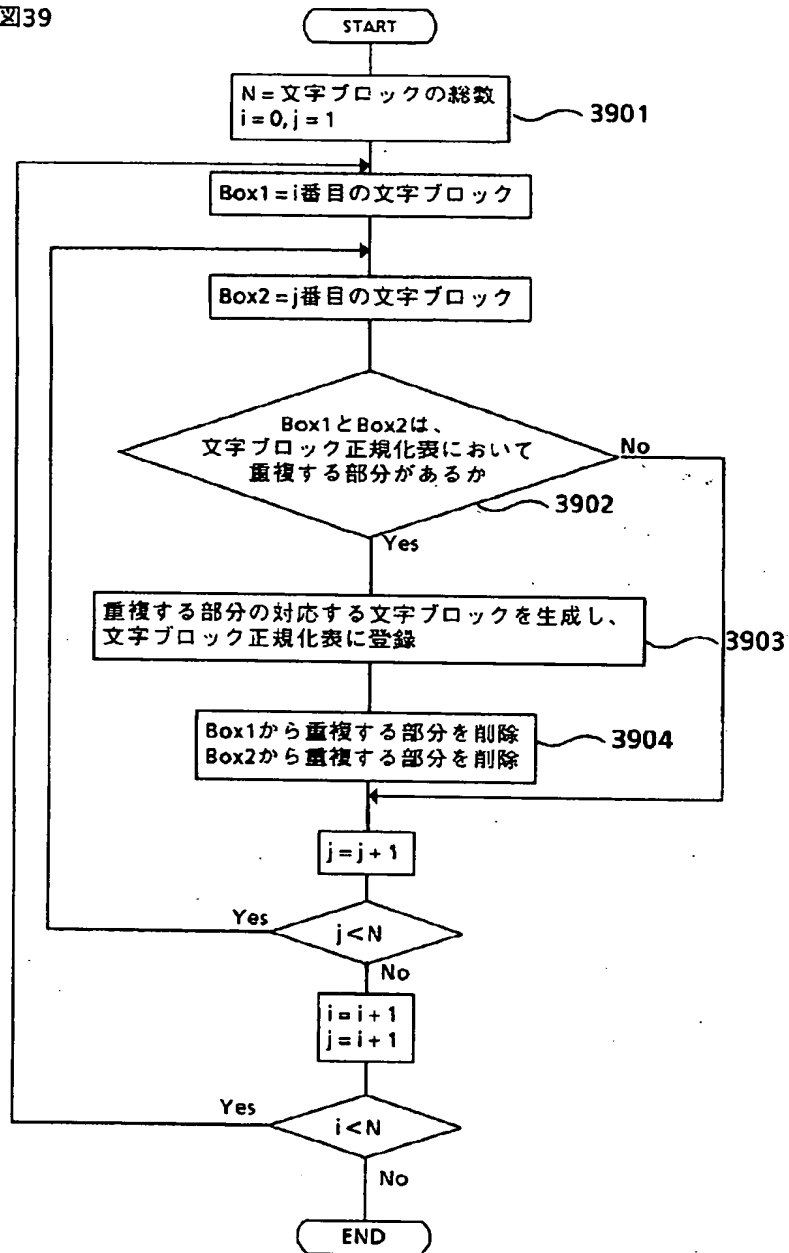 図39
START
N=文字ブロックの総数
i=0,j=1
3901
Box1=i番目の文字ブロック
Box2=j番目の文字ブロック
Box1とBox2は、
文字ブロック正規化表において
重複する部分があるか
No
3902
Yes
重複する部分の対応する文字ブロックを生成し、
文字ブロック正規化表に登録
3903
Box1から重複する部分を削除
Box2から重複する部分を削除
3904
j=j+1
Yes
j<N
No
i=i+1
j=i+1
Yes
i<N
No
END